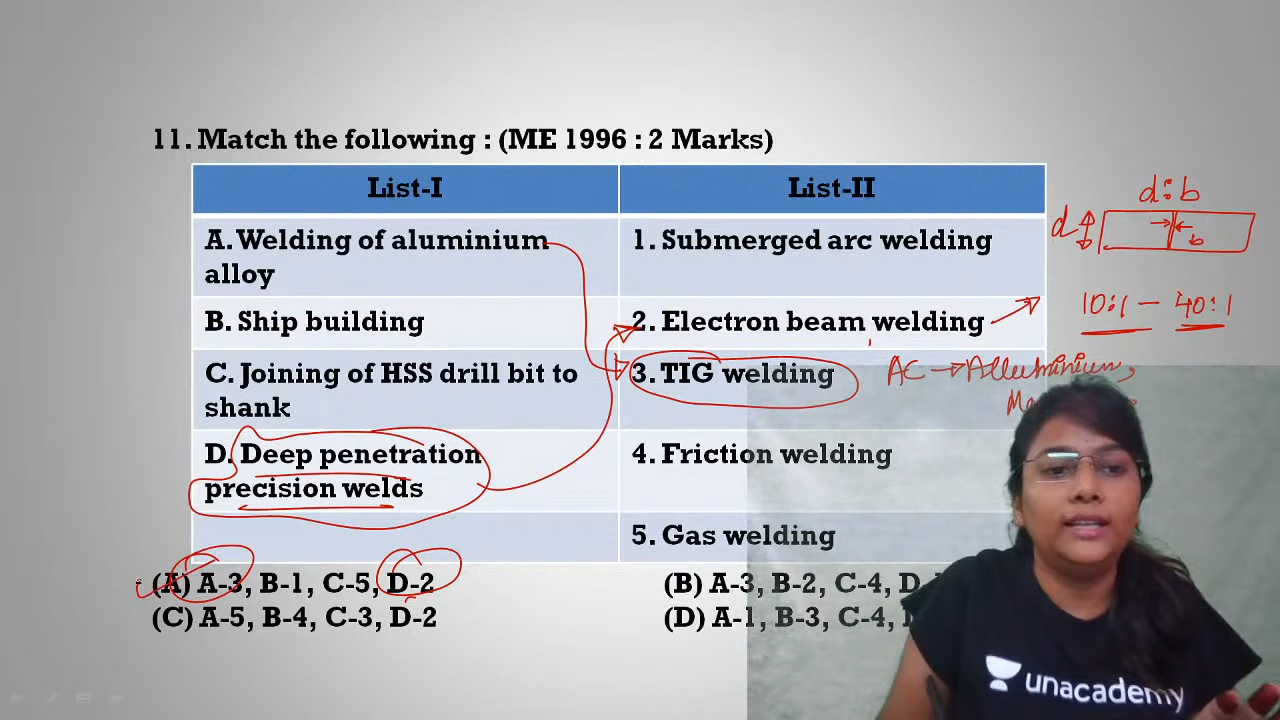 11. Match the following : (ME 1996 : 2 Marks)
List-I
List-II
A. Welding of aluminium
alloy
1. Submerged arc welding
B. Ship building
2. Electron beam welding
C. Joining of HSS drill bit to
shank
3. TIG welding
D. Deep penetration
precision welds
4. Friction welding
5. Gas welding
(A) A-3, B-1, C-5, D-2
(B) A-3, B-2, C-4, D
(C) A-5, B-4, C-3, D-2
(D) A-1, B-3, C-4,
d:b
d
b
10:1 - 40:1
AC → Alluminium,
unacademy